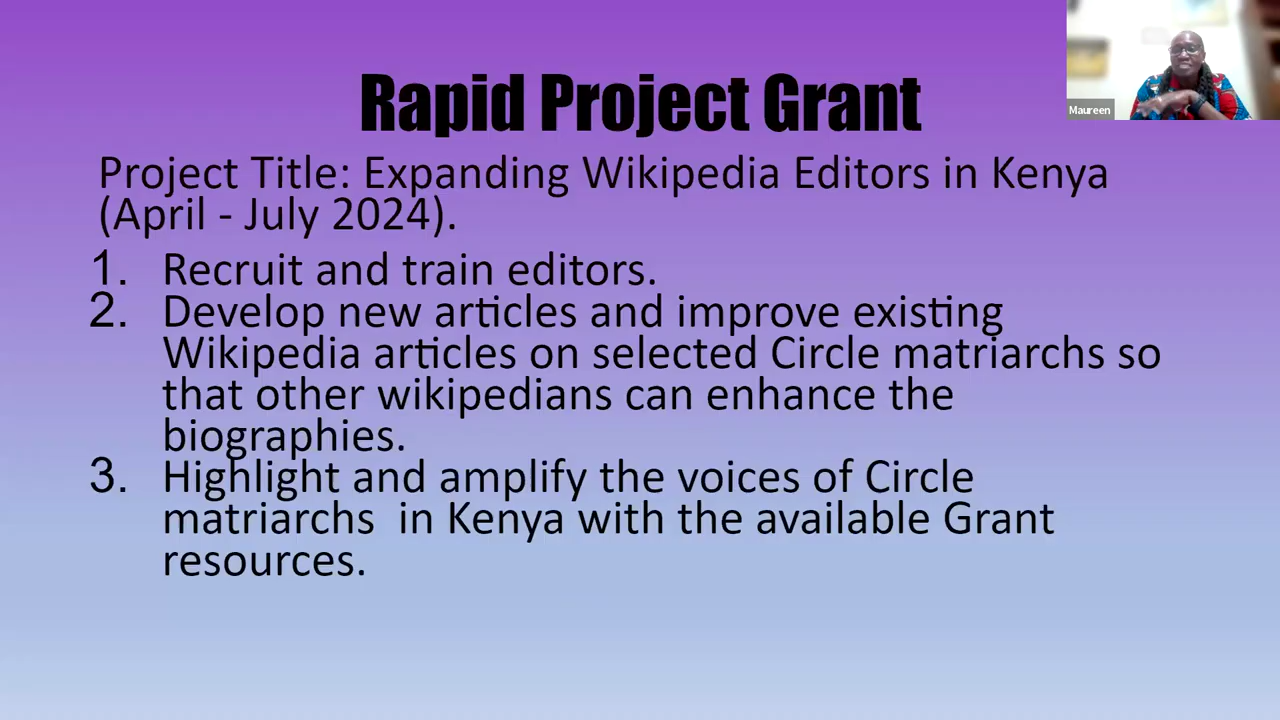 Rapid Project Grant
Maureen
Project Title: Expanding Wikipedia Editors in Kenya
(April - July 2024).
1. Recruit and train editors.
2. Develop new articles and improve existing
Wikipedia articles on selected Circle matriarchs so
that other wikipedians can enhance the
biographies.
3. Highlight and amplify the voices of Circle
matriarchs in Kenya with the available Grant
resources.